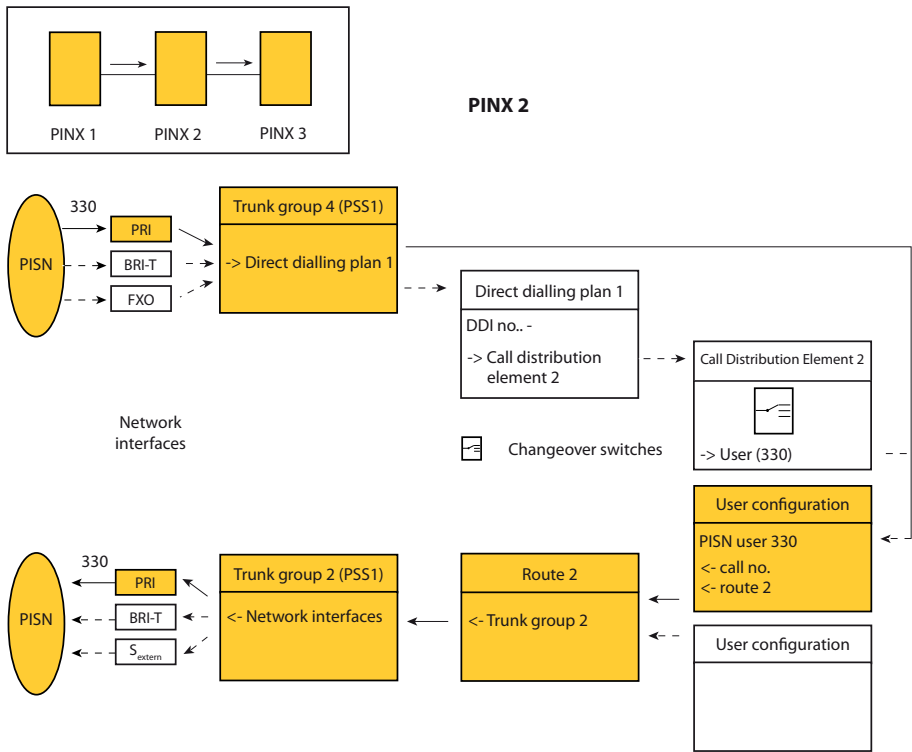 PINX 1
PINX 2
PINX 3
PINX 2
330
PISN
PRI
BRI-T
FXO
Trunk group 4 (PSS1)
-> Direct dialling plan 1
Direct dialling plan 1
DDI no.. -
-> Call distribution
element 2
Call Distribution Element 2
-> User (330)
Network
interfaces
Changeover switches
User configuration
PISN user 330
<- call no.
<- route 2
330
PISN
PRI
BRI-T
Sextern
Trunk group 2 (PSS1)
<- Network interfaces
Route 2
<- Trunk group 2
User configuration